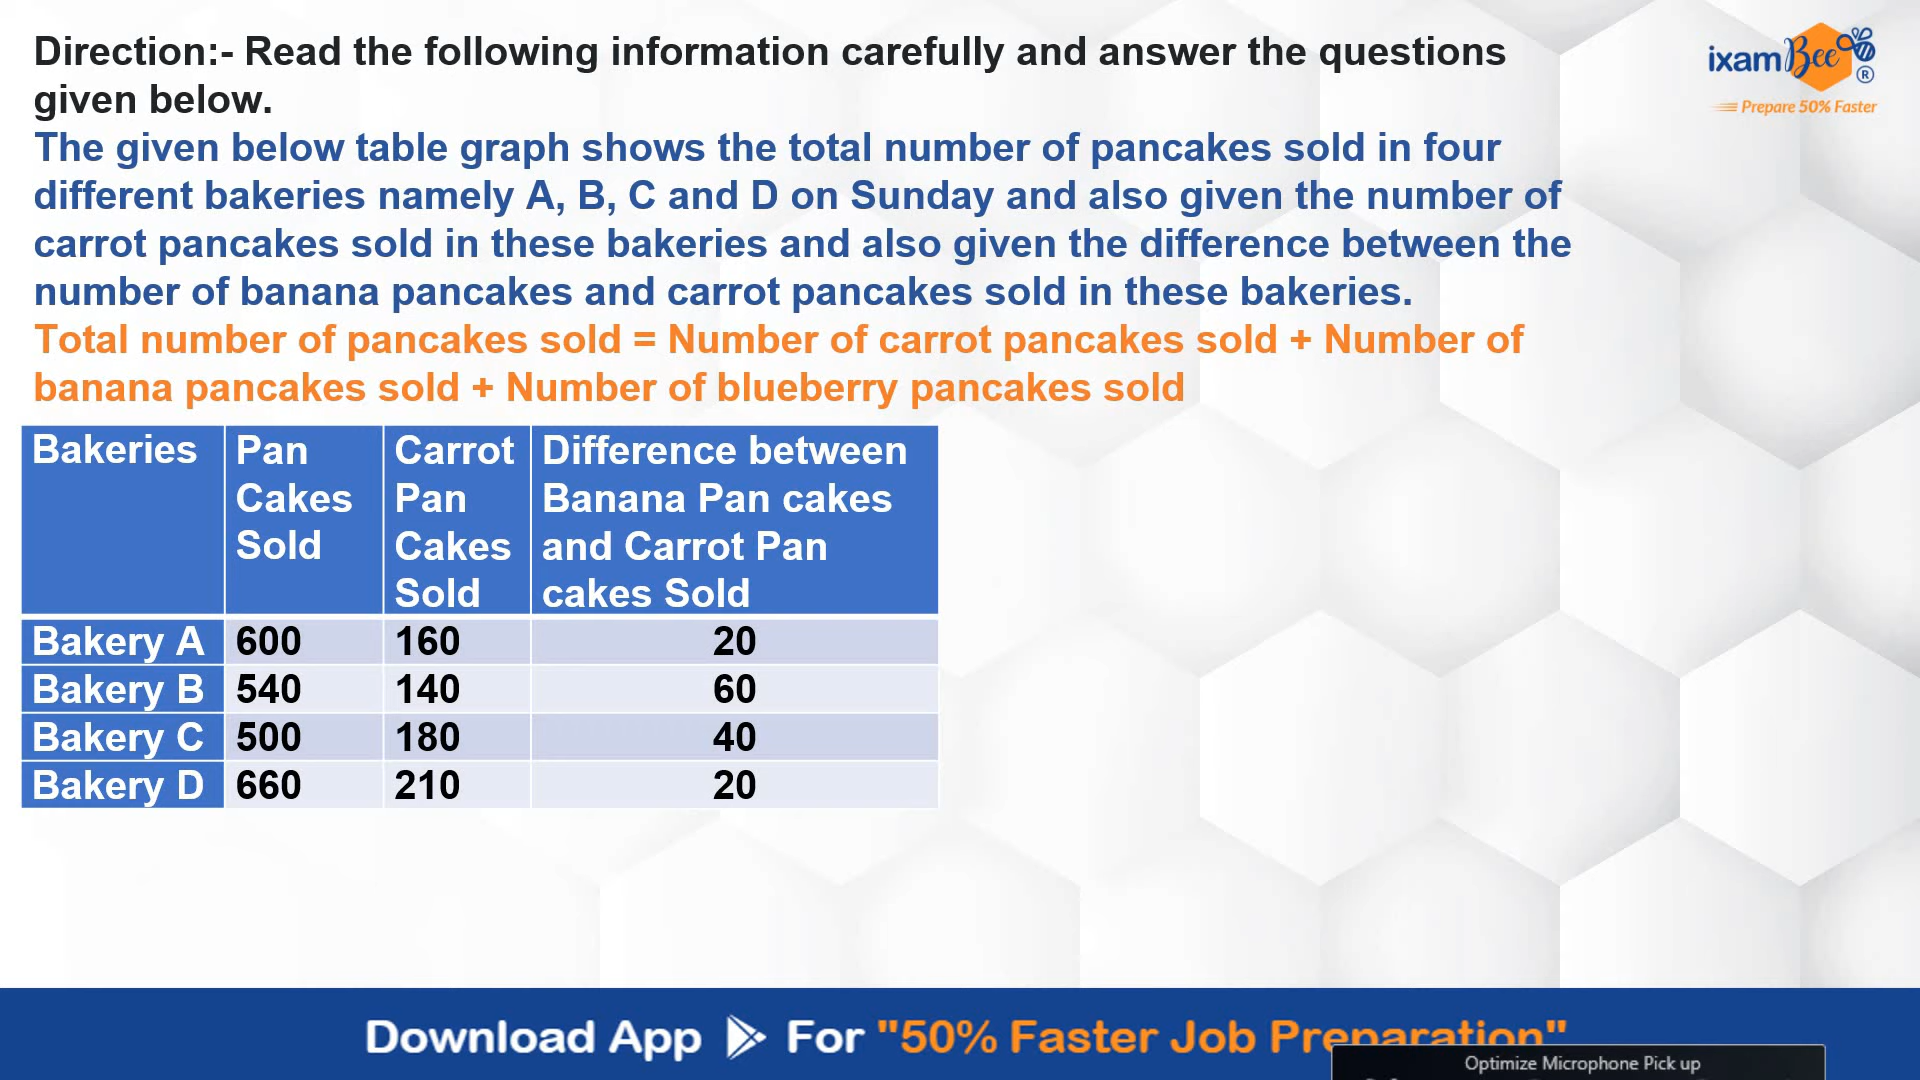 Direction:- Read the following information carefully and answer the questions
given below.
The given below table graph shows the total number of pancakes sold in four
different bakeries namely A, B, C and D on Sunday and also given the number of
carrot pancakes sold in these bakeries and also given the difference between the
number of banana pancakes and carrot pancakes sold in these bakeries.
Total number of pancakes sold = Number of carrot pancakes sold + Number of
banana pancakes sold + Number of blueberry pancakes sold
ixamBee®
Prepare 50% Faster
Bakeries Pan Carrot Difference between
Cakes Pan Banana Pan cakes
Sold Cakes and Carrot Pan
Sold cakes Sold
Bakery A 600 160 20
Bakery B 540 140 60
Bakery C 500 180 40
Bakery D 660 210 20
Download App For "50% Faster Job Preparation"
Optimize Microphone Pick up